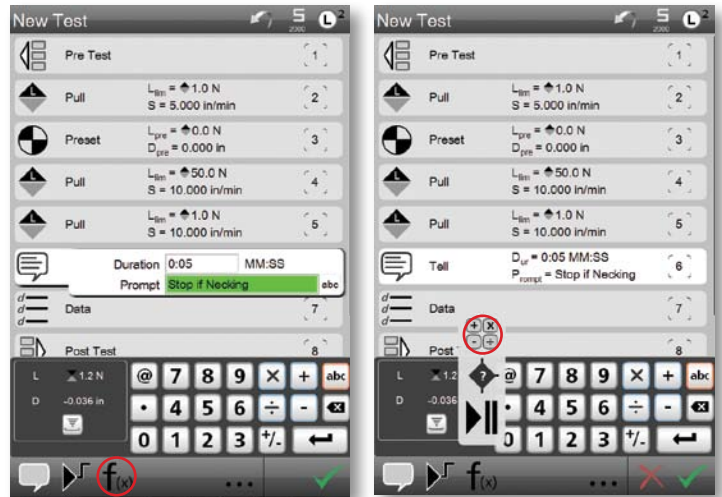 New Test
5
2000
L 2
Pre Test
1
L
Pull
Llim = 1.0 N
S = 5.000 in/min
2
Preset
Lpre = 0.0 N
Dpre = 0.000 in
3
L
Pull
Llim = 50.0 N
S = 10.000 in/min
4
L
Pull
Llim = 1.0 N
S = 10.000 in/min
5
Duration 0:05 MM:SS
Prompt Stop if Necking abc
d
d
d
Data
7
Post Test
8
L 1.2 N
D -0.036 in
@ 7 8 9 × + abc
• 4 5 6 ÷ -
0 1 2 3 +/-
f(x) ...
New Test
5
2000
L 2
Pre Test
1
L
Pull
Llim = 1.0 N
S = 5.000 in/min
2
Preset
Lpre = 0.0 N
Dpre = 0.000 in
3
L
Pull
Llim = 50.0 N
S = 10.000 in/min
4
L
Pull
Llim = 1.0 N
S = 10.000 in/min
5
Tell
Dur = 0:05 MM:SS
Prompt = Stop if Necking
6
d
d
d
Data
7
+ x
- ÷
Post
8
L 1.2
D -0.036
?
@ 7 8 9 × + abc
4 5 6 ÷ -
0 1 2 3 +/-
f(x) ...